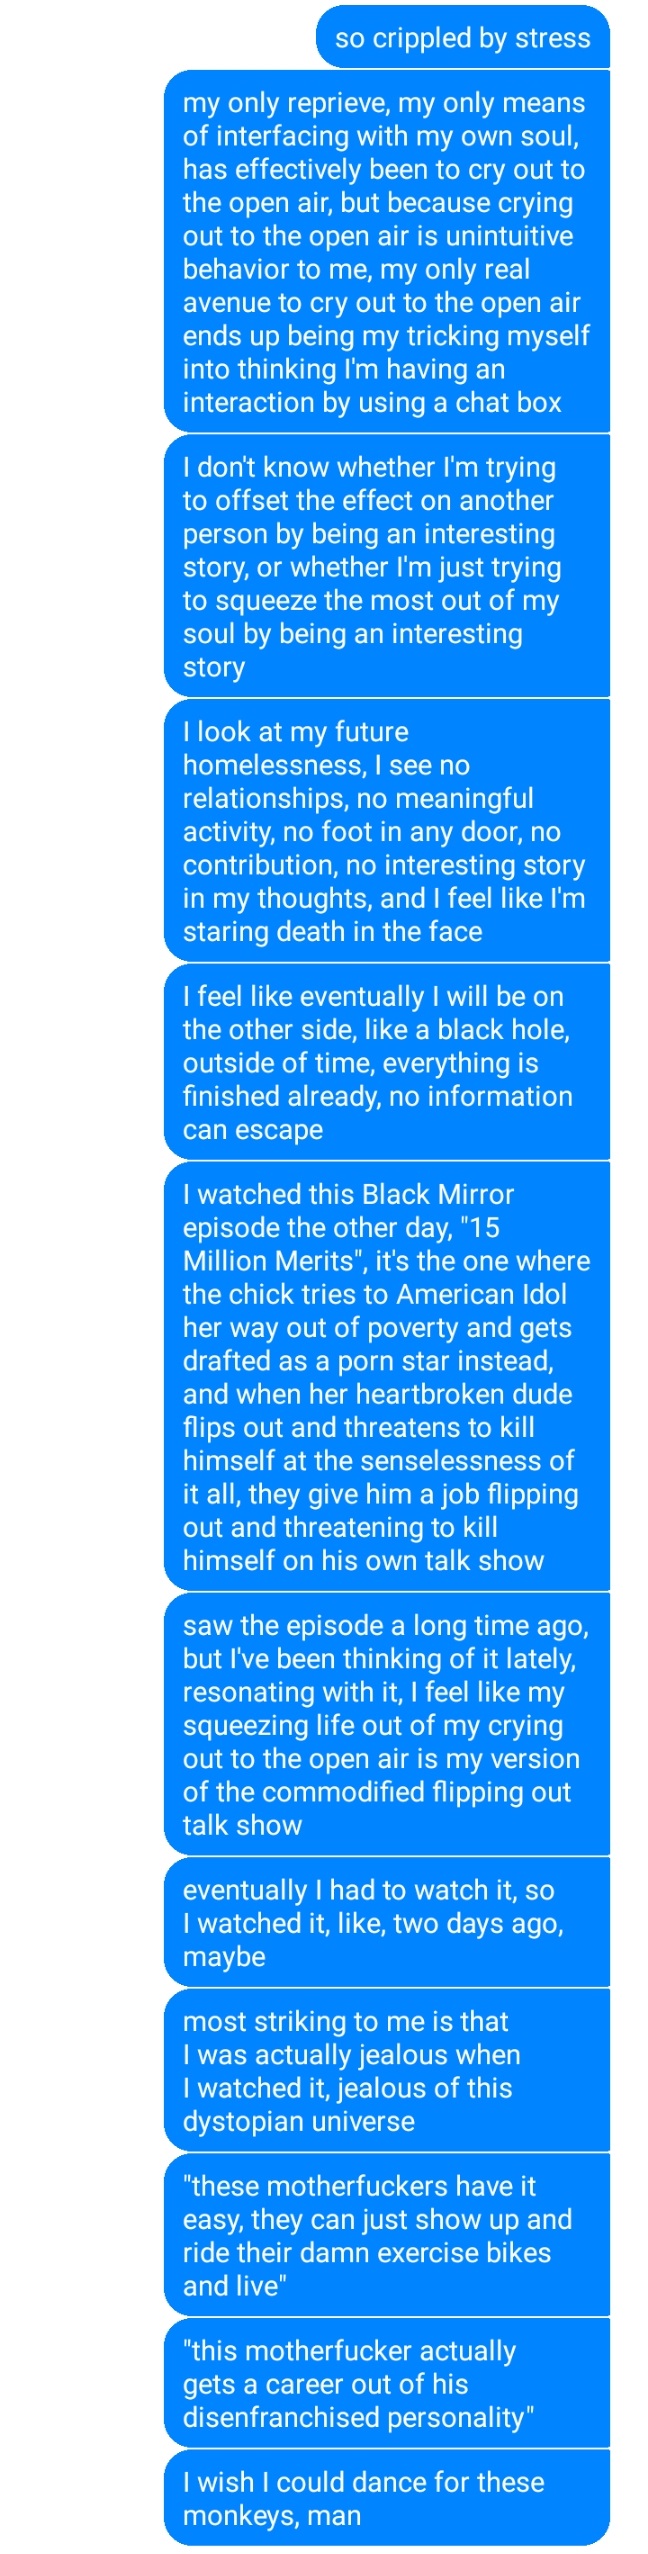 so crippled by stress
my only reprieve, my only means
of interfacing with my own soul,
has effectively been to cry out to
the open air, but because crying
out to the open air is unintuitive
behavior to me, my only real
avenue to cry out to the open air
ends up being my tricking myself
into thinking I'm having an
interaction by using a chat box
I don't know whether I'm trying
to offset the effect on another
person by being an interesting
story, or whether I'm just trying
to squeeze the most out of my
soul by being an interesting
story
I look at my future
homelessness, I see no
relationships, no meaningful
activity, no foot in any door, no
contribution, no interesting story
in my thoughts, and I feel like I'm
staring death in the face
I feel like eventually I will be on
the other side, like a black hole,
outside of time, everything is
finished already, no information
can escape
I watched this Black Mirror
episode the other day, "15
Million Merits", it's the one where
the chick tries to American Idol
her way out of poverty and gets
drafted as a porn star instead,
and when her heartbroken dude
flips out and threatens to kill
himself at the senselessness of
it all, they give him a job flipping
out and threatening to kill
himself on his own talk show
saw the episode a long time ago,
but I've been thinking of it lately,
resonating with it, I feel like my
squeezing life out of my crying
out to the open air is my version
of the commodified flipping out
talk show
eventually I had to watch it, so
I watched it, like, two days ago,
maybe
most striking to me is that
I was actually jealous when
I watched it, jealous of this
dystopian universe
"these motherfuckers have it
easy, they can just show up and
ride their damn exercise bikes
and live"
"this motherfucker actually
gets a career out of his
disenfranchised personality"
I wish I could dance for these
monkeys, man